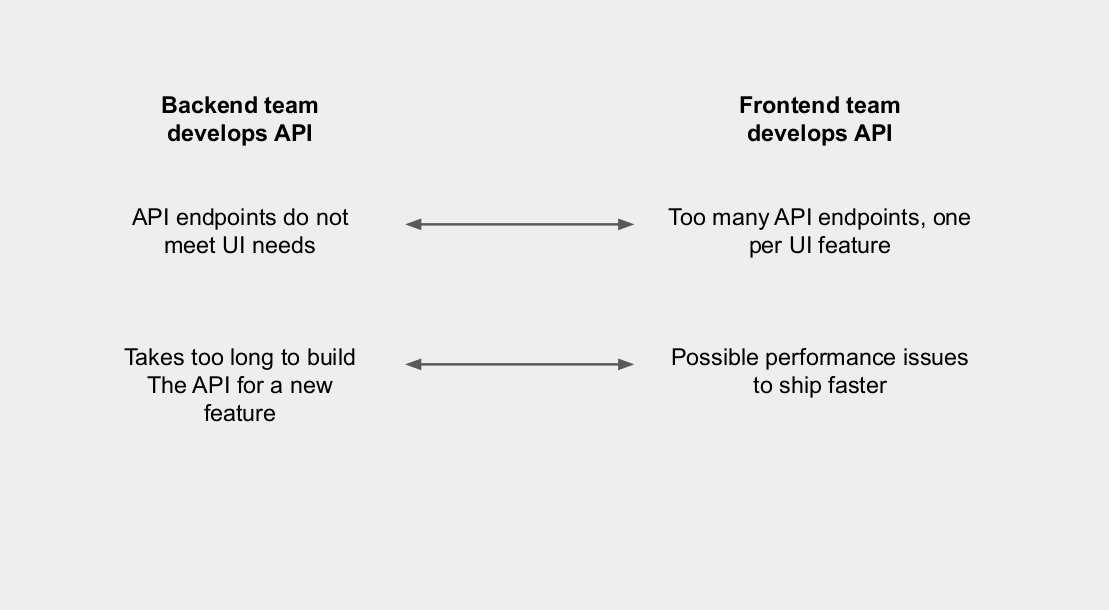 Backend team
develops API
Frontend team
develops API
API endpoints do not
meet UI needs
Too many API endpoints, one
per UI feature
Takes too long to build
The API for a new
feature
Possible performance issues
to ship faster